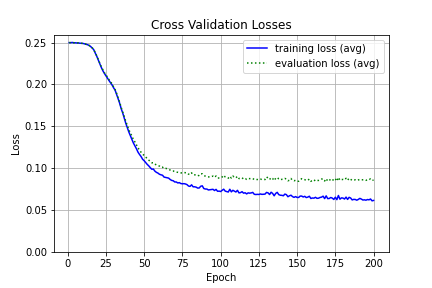 Cross Validation Losses
training loss (avg)
evaluation loss (avg)
Loss
0.25
0.20
0.15
0.10
0.05
0.00
0 25 50 75 100 125 150 175 200
Epoch